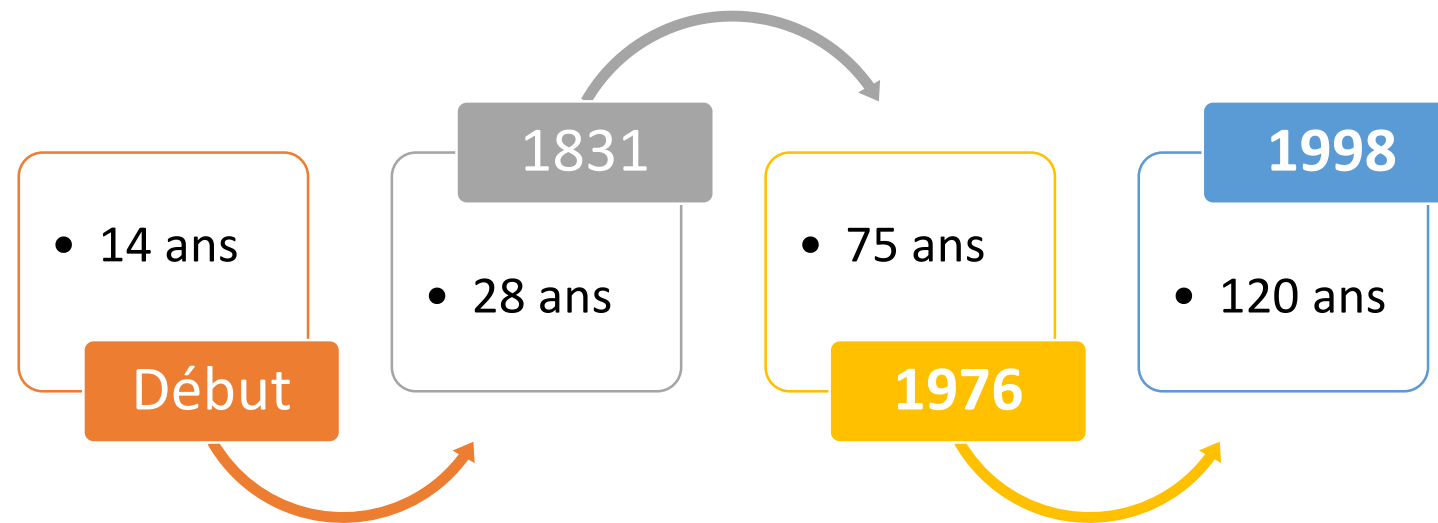 • 14 ans
Début
1831
• 28 ans
• 75 ans
1976
1998
• 120 ans